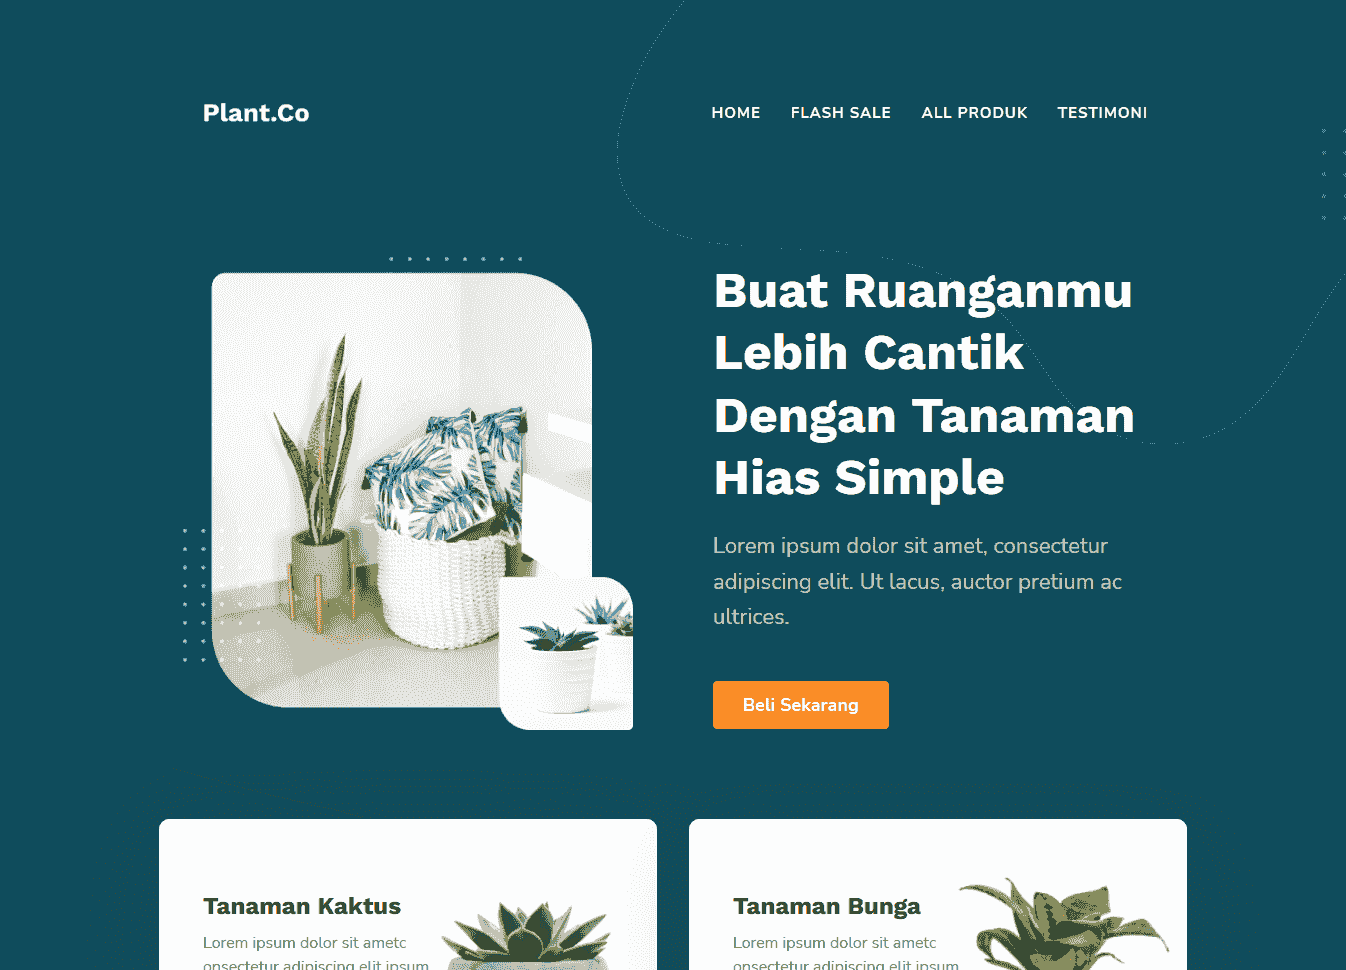 Plant.Co
HOME FLASH SALE ALL PRODUK TESTIMONI
Buat Ruanganmu
Lebih Cantik
Dengan Tanaman
Hias Simple
Lorem ipsum dolor sit amet, consectetur
adipiscing elit. Ut lacus, auctor pretium ac
ultrices.
Beli Sekarang
Tanaman Kaktus
Lorem ipsum dolor sit ametc
onsectetur adipiscing elit ipsum
Tanaman Bunga
Lorem ipsum dolor sit ametc
onsectetur adipiscing elit ipsum